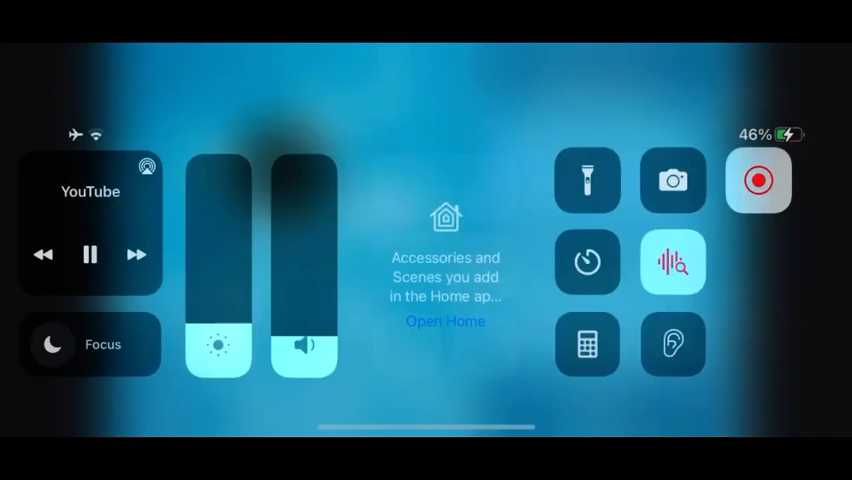 46%
YouTube
Accessories and
Scenes you add
in the Home ap...
Open Home
Focus